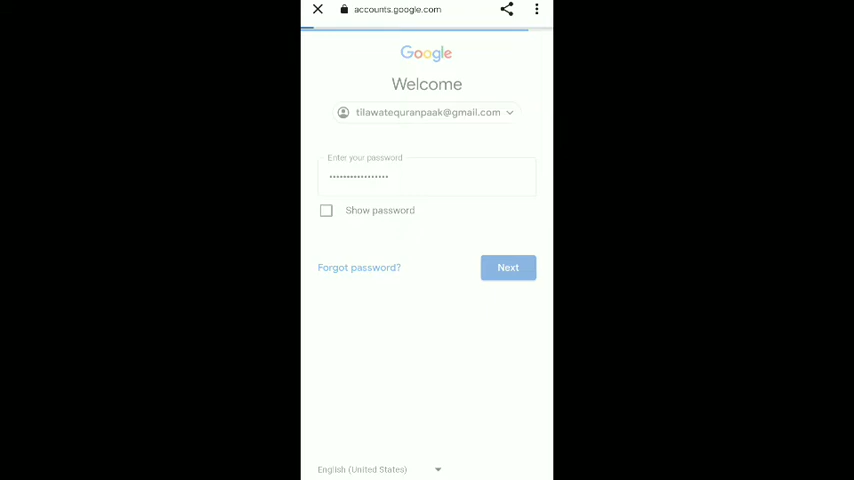 accounts.google.com
Google
Welcome
tilawatequranpaak@gmail.com
Enter your password
••••••••••••••••
Show password
Forgot password?
Next
English (United States)